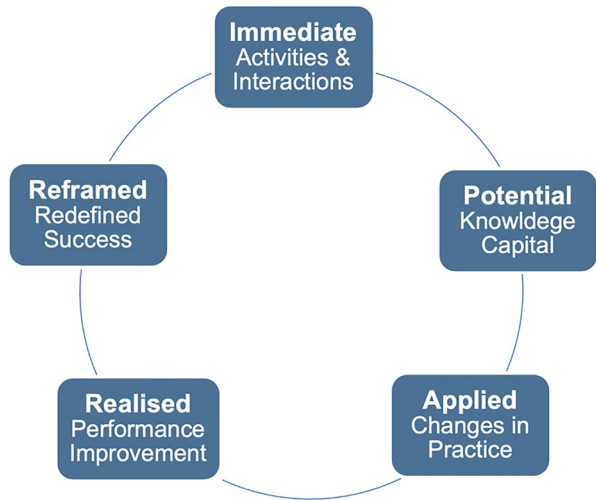 Immediate
Activities &
Interactions
Potential
Knowldege
Capital
Applied
Changes in
Practice
Realised
Performance
Improvement
Reframed
Redefined
Success